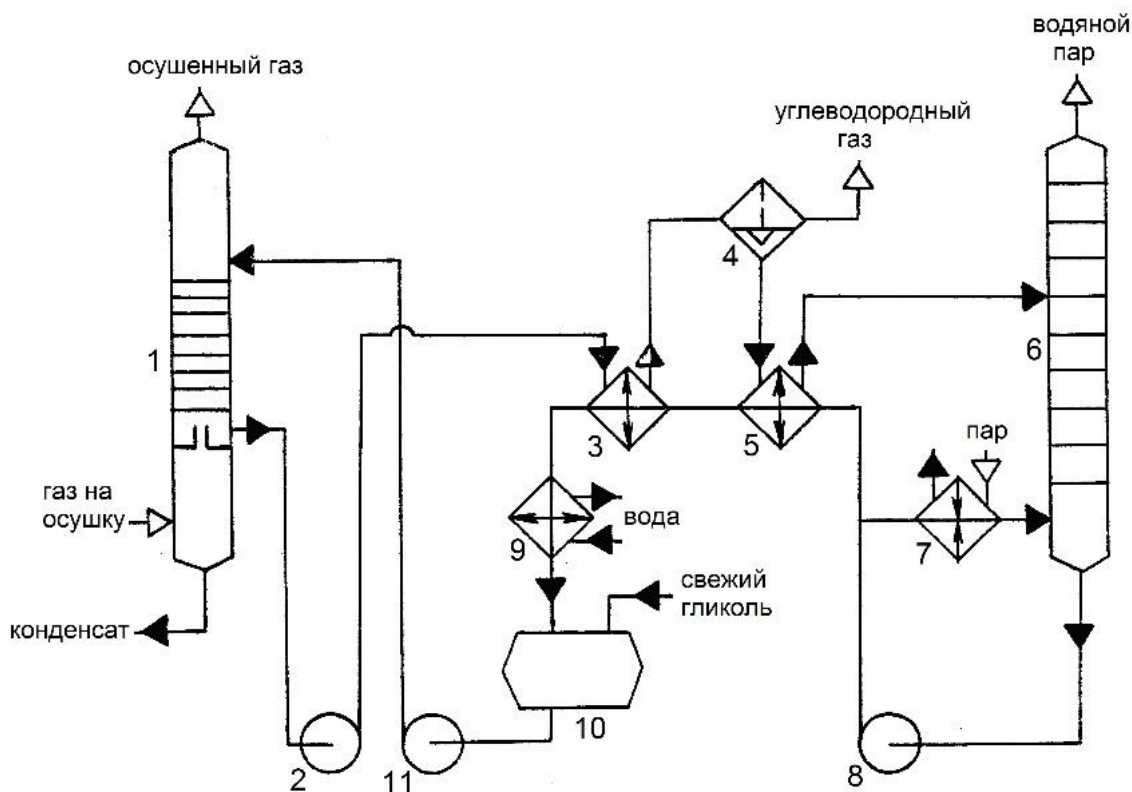 осушенный газ
водяной
пар
углеводородный
газ
4
1
6
3
5
пар
газ на
осушку
вода
9
7
свежий
гликоль
конденсат
10
2
11
8